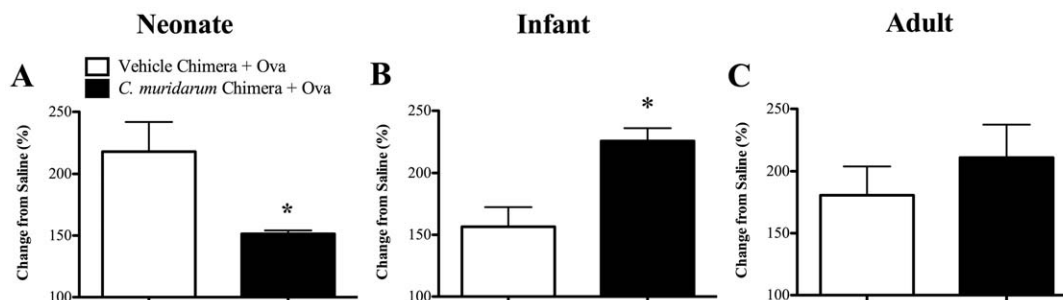 Neonate
Infant
Adult
A
Vehicle Chimera + Ova
C. muridarum Chimera + Ova
Change from Saline (%)
250
200
150
100
*
B
Change from Saline (%)
250
200
150
100
*
C
Change from Saline (%)
250
200
150
100